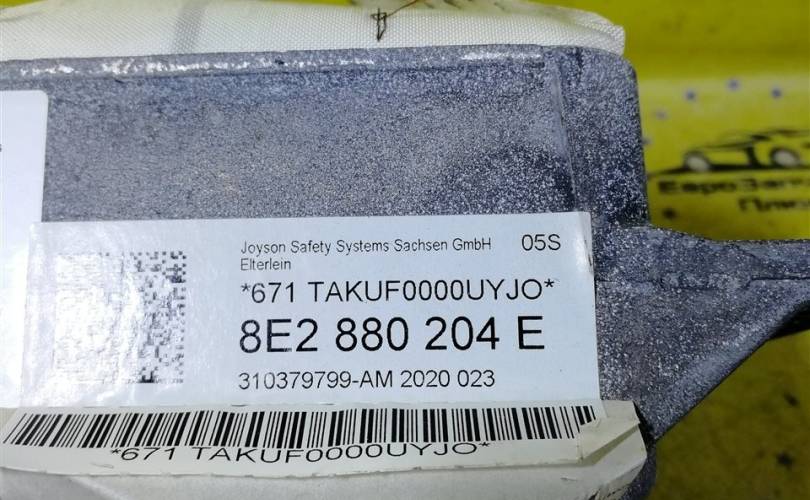 Joyson Safety Systems Sachsen GmbH 05S
Elterlein
*671 TAKUF0000UYJO*
8E2 880 204 E
310379799-AM 2020 023
*671 TAKUF0000UYJO*